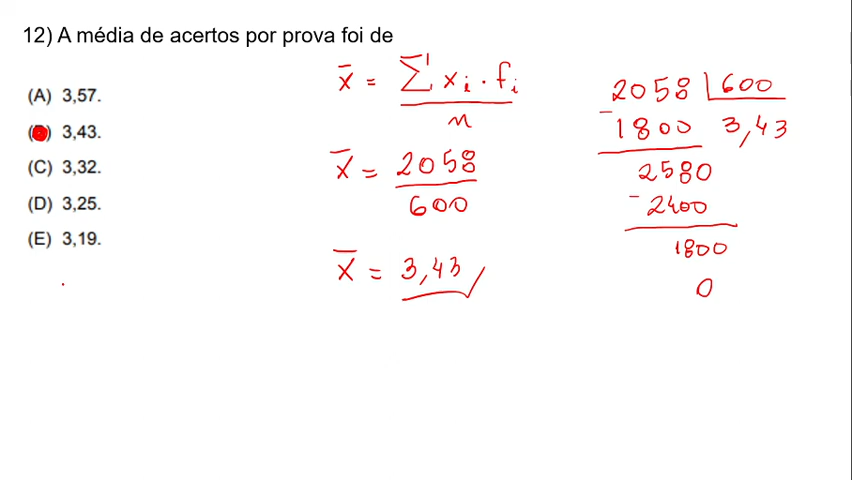 12) A média de acertos por prova foi de
(A) 3,57.
(B) 3,43.
(C) 3,32.
(D) 3,25.
(E) 3,19.
x̄ = Σ xi . fi
n
x̄ = 2058
600
x̄ = 3,43
2058 600
- 1800 3,43
2580
- 2400
1800
0